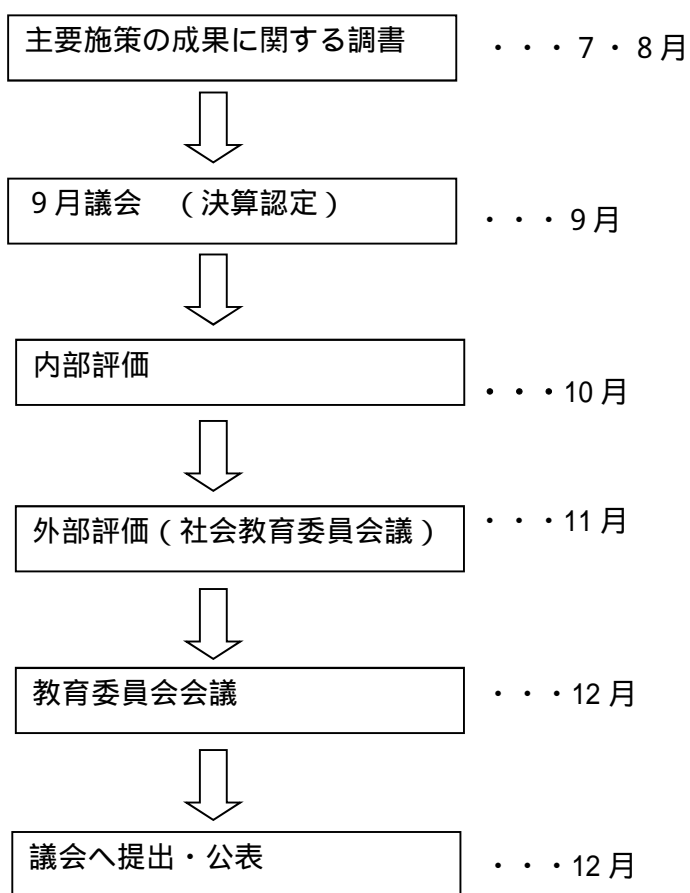 主要施策の成果に関する調書 ・・・7・8月
9月議会　(決算認定) ・・・9月
内部評価 ・・・10月
外部評価(社会教育委員会議) ・・・11月
教育委員会会議 ・・・12月
議会へ提出・公表 ・・・12月